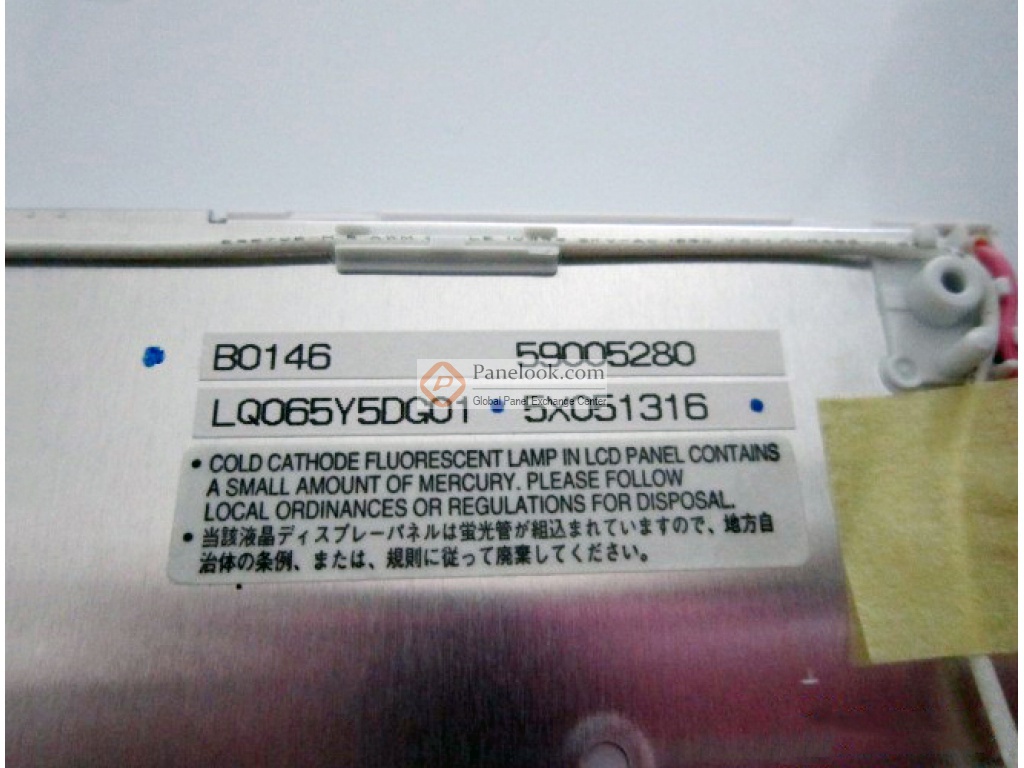 B0146 59005280
Panelook.com
Global Panel Exchange Center
LQ065Y5DG01 5X051316
• COLD CATHODE FLUORESCENT LAMP IN LCD PANEL CONTAINS
A SMALL AMOUNT OF MERCURY. PLEASE FOLLOW
LOCAL ORDINANCES OR REGULATIONS FOR DISPOSAL.
• 当該液晶ディスプレーパネルは蛍光管が組込まれていますので、地方自
治体の条例、または、規則に従って廃棄してください。